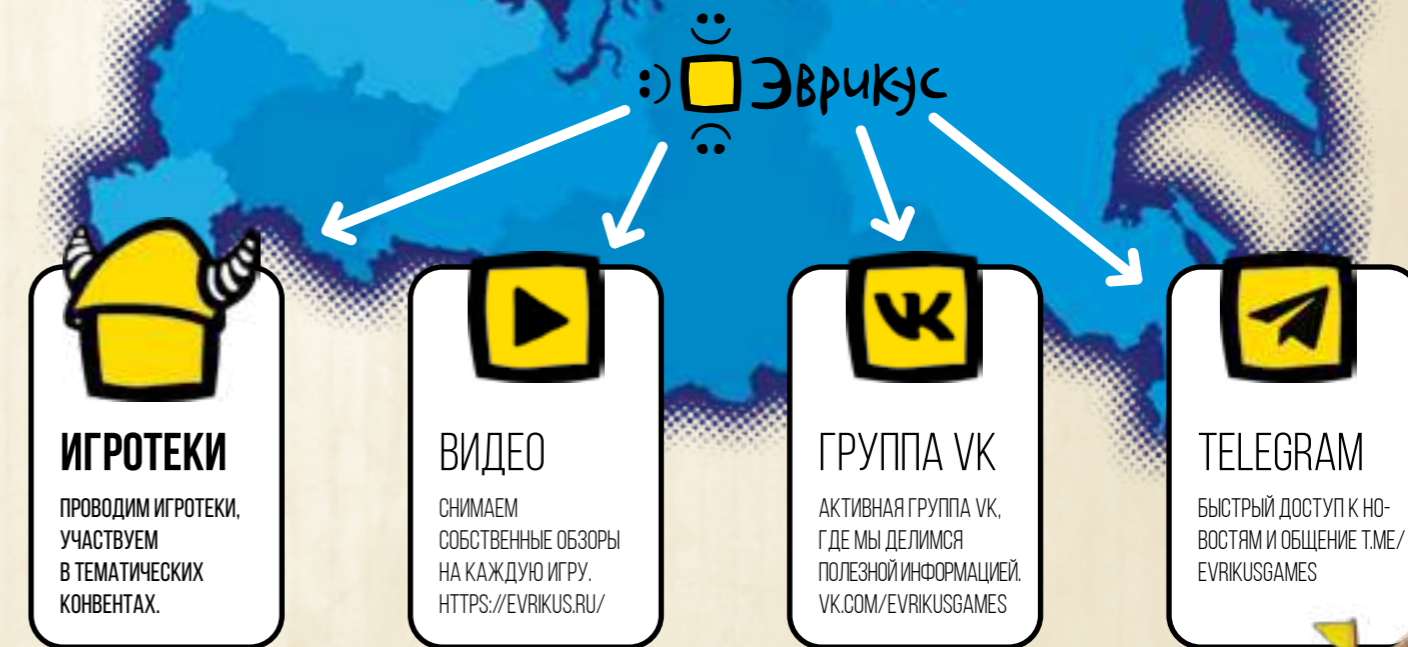 :) Эврикус
ИГРОТЕКИ
ПРОВОДИМ ИГРОТЕКИ,
УЧАСТВУЕМ
В ТЕМАТИЧЕСКИХ
КОНВЕНТАХ.
ВИДЕО
СНИМАЕМ
СОБСТВЕННЫЕ ОБЗОРЫ
НА КАЖДУЮ ИГРУ.
HTTPS://EVRIKUS.RU/
VK
ГРУППА VK
АКТИВНАЯ ГРУППА VK,
ГДЕ МЫ ДЕЛИМСЯ
ПОЛЕЗНОЙ ИНФОРМАЦИЕЙ.
VK.COM/EVRIKUSGAMES
TELEGRAM
БЫСТРЫЙ ДОСТУП К НО-
ВОСТЯМ И ОБЩЕНИЕ T.ME/
EVRIKUSGAMES